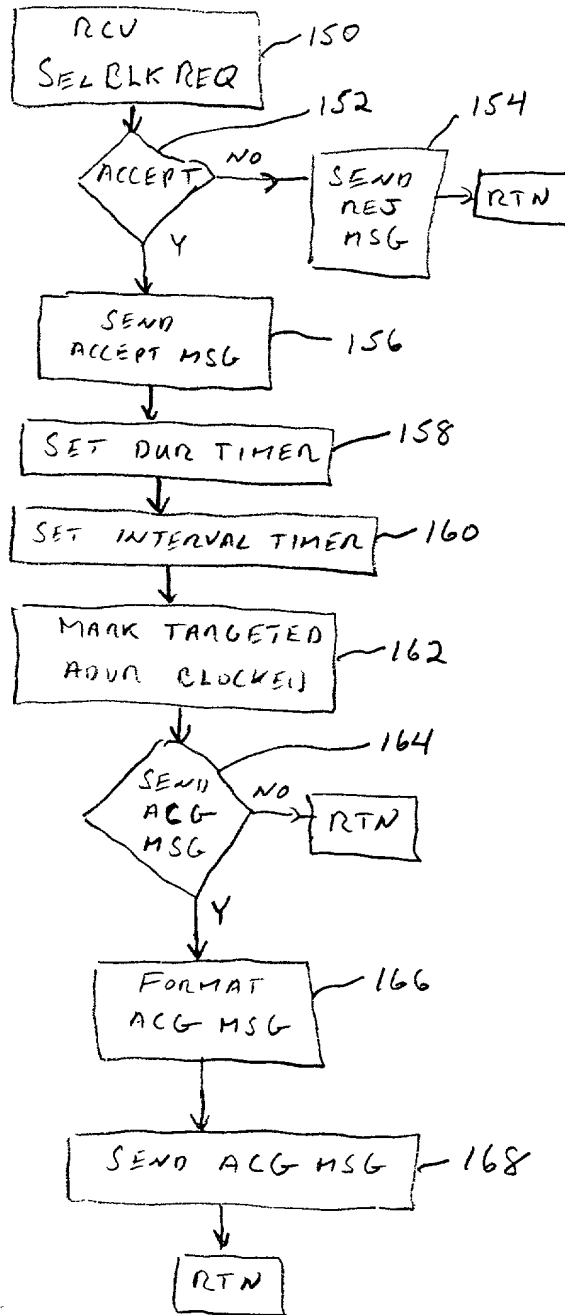 RCV
SEL BLK REQ
150
152
ACCEPT
NO
154
SEND
REJ
MSG
RTN
Y
SEND
ACCEPT MSG
156
SET DUR TIMER
158
SET INTERVAL TIMER
160
MARK TARGETED
BLOCKED
162
164
SEND
ACG
MSG
NO
RTN
Y
FORMAT
ACG MSG
166
SEND ACG MSG
168
RTN